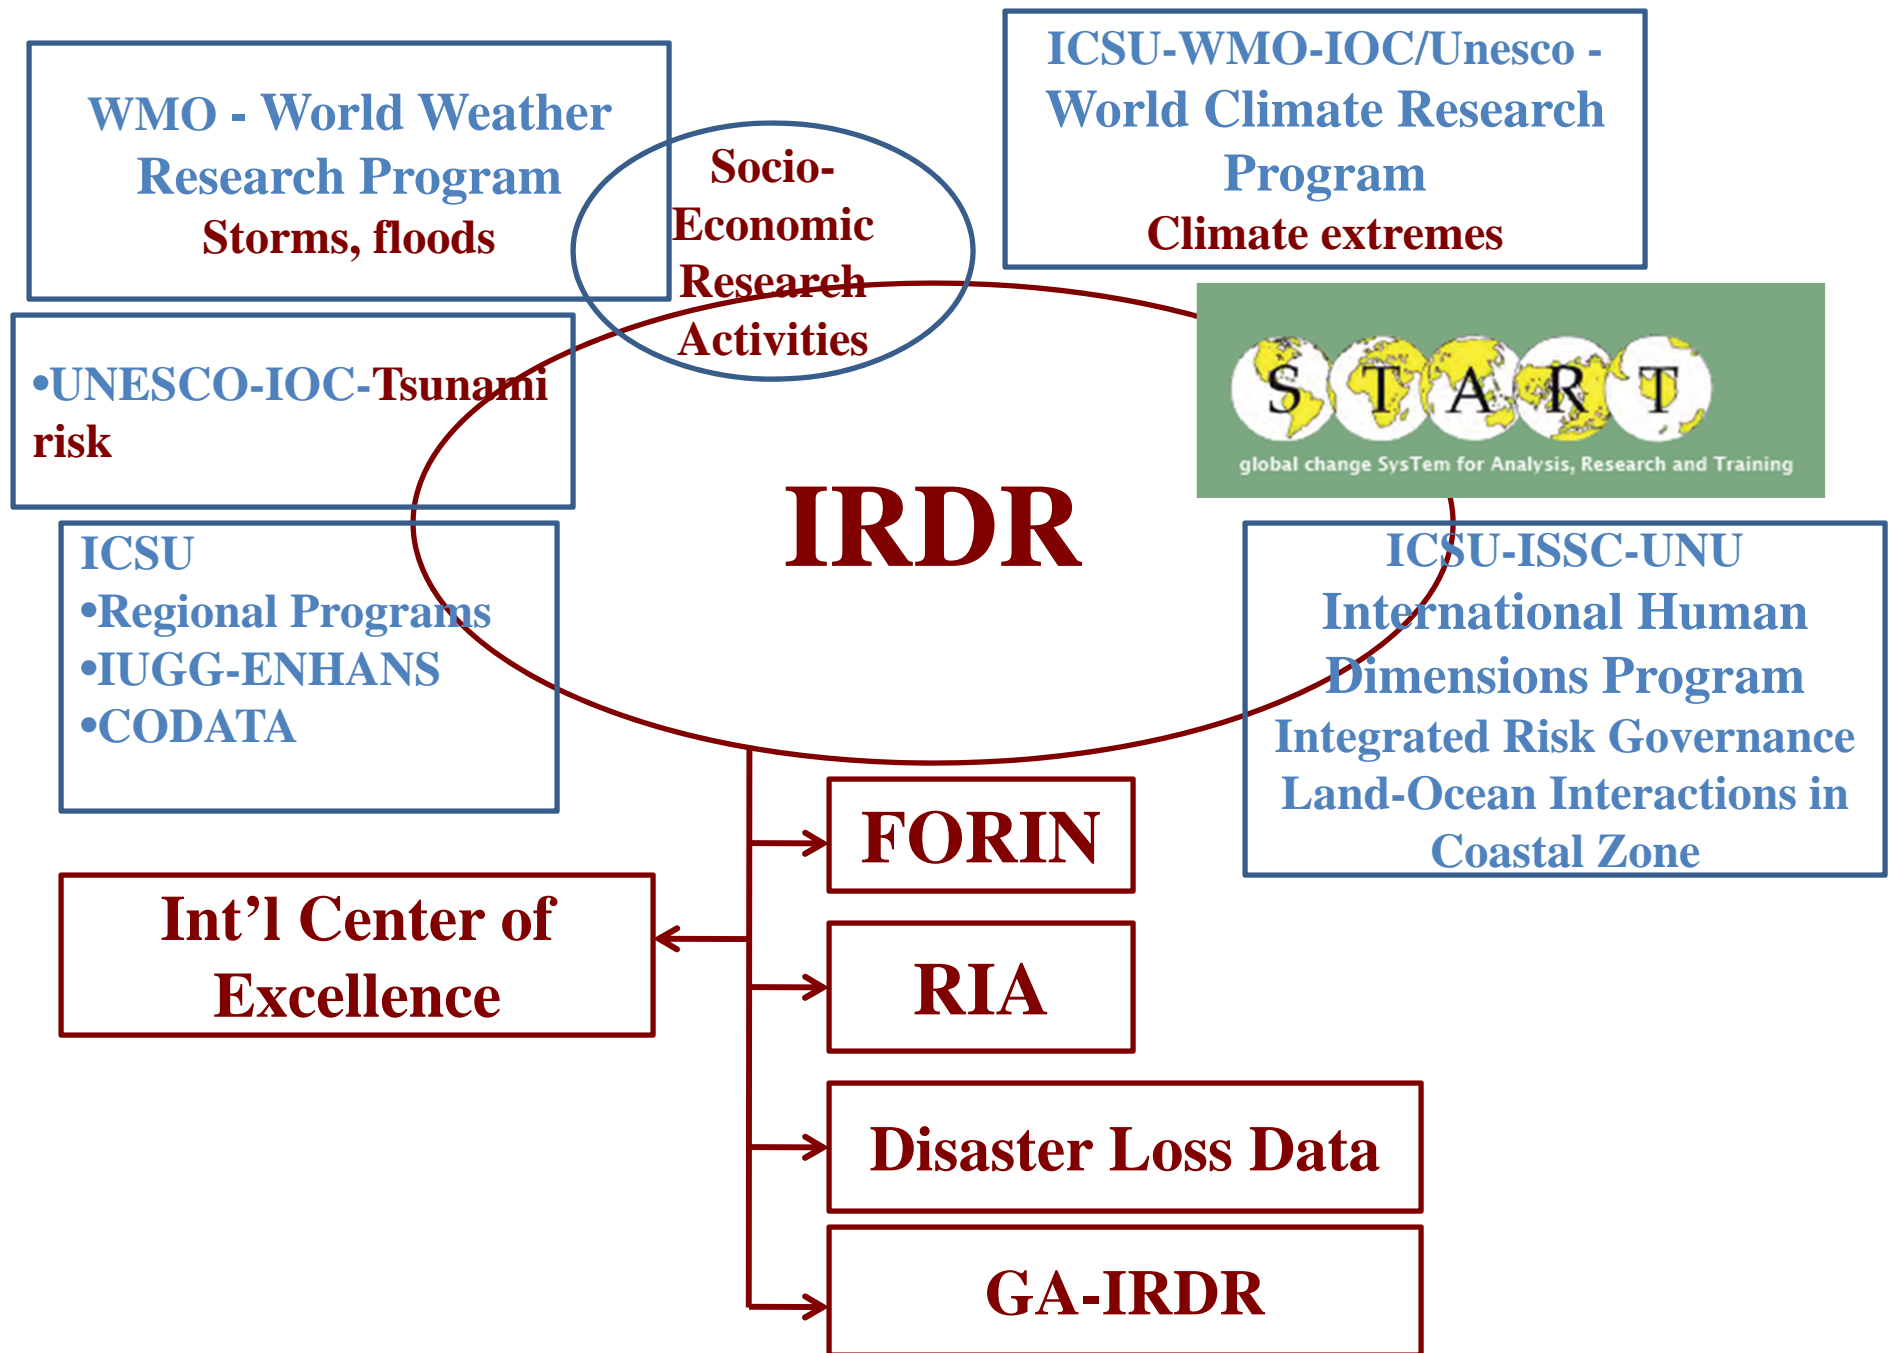 WMO - World Weather
Research Program
Storms, floods
Socio-
Economic
Research
Activities
ICSU-WMO-IOC/Unesco -
World Climate Research
Program
Climate extremes
•UNESCO-IOC-Tsunami
risk
S T A R T
global change SysTem for Analysis, Research and Training
IRDR
ICSU
•Regional Programs
•IUGG-ENHANS
•CODATA
ICSU-ISSC-UNU
International Human
Dimensions Program
Integrated Risk Governance
Land-Ocean Interactions in
Coastal Zone
FORIN
Int’l Center of
Excellence
RIA
Disaster Loss Data
GA-IRDR